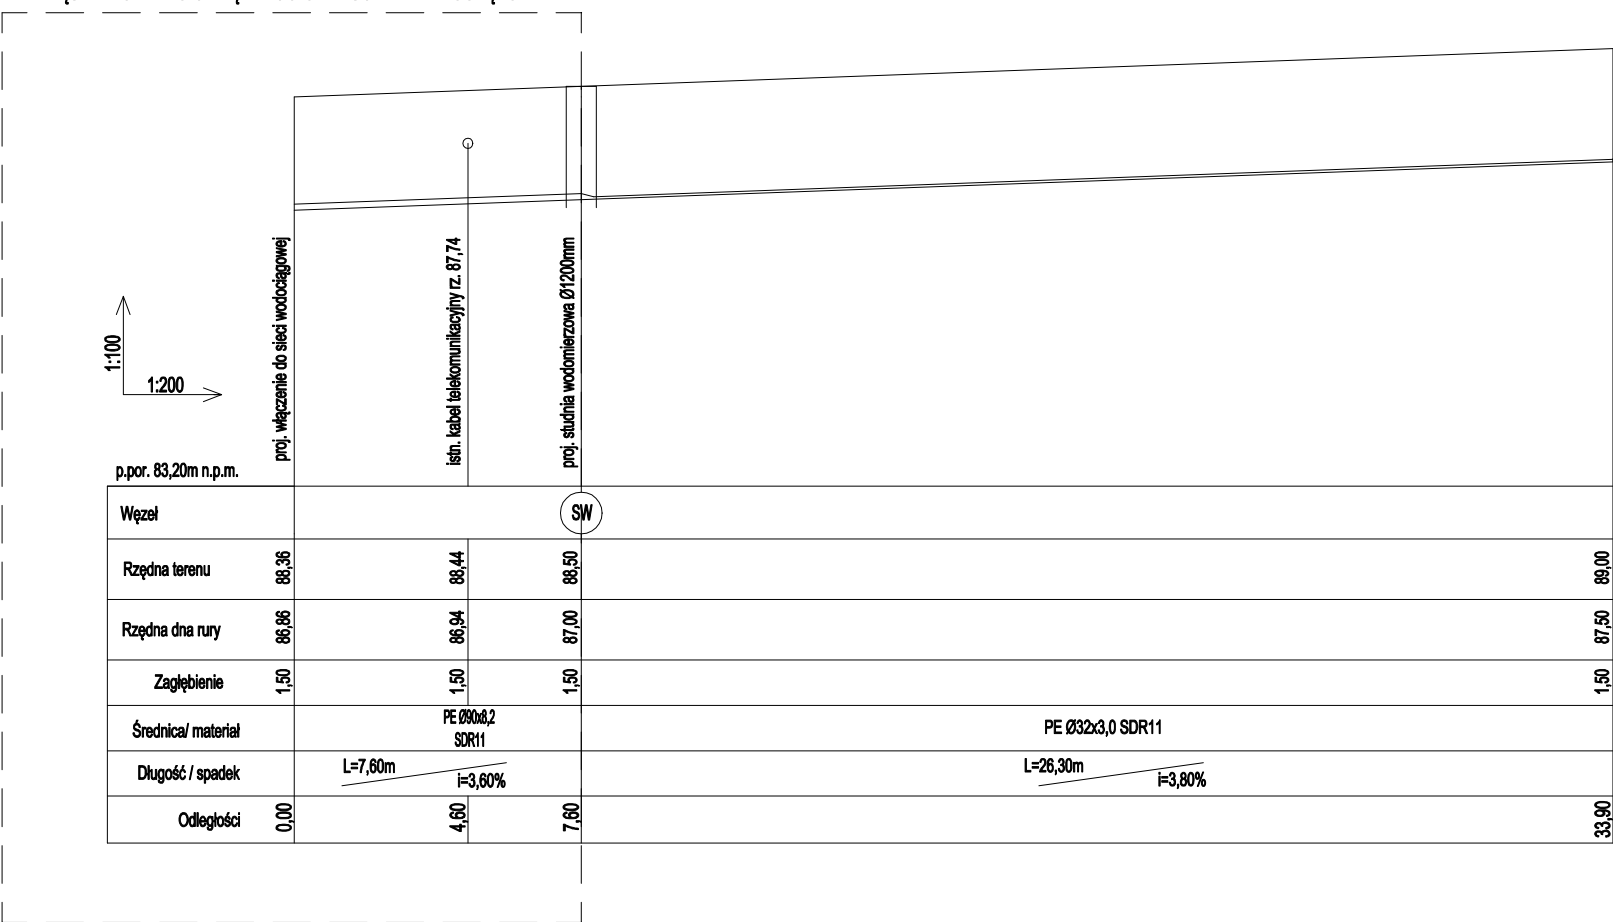 proj. włączenie do sieci wodociągowej
istn. kabel telekomunikacyjny rz. 87,74
proj. studnia wodomierzowa Ø1200mm
1:100
1:200
p.por. 83,20m n.p.m.
Węzeł
SW
Rzędna terenu
88,36
88,44
88,50
89,00
Rzędna dna rury
86,86
86,94
87,00
87,50
Zagłębienie
1,50
1,50
1,50
1,50
Średnica/ materiał
PE Ø90x8,2
SDR11
PE Ø32x3,0 SDR11
Długość / spadek
L=7,60m
i=3,60%
L=26,30m
i=3,80%
Odległości
0,00
4,60
7,60
33,90